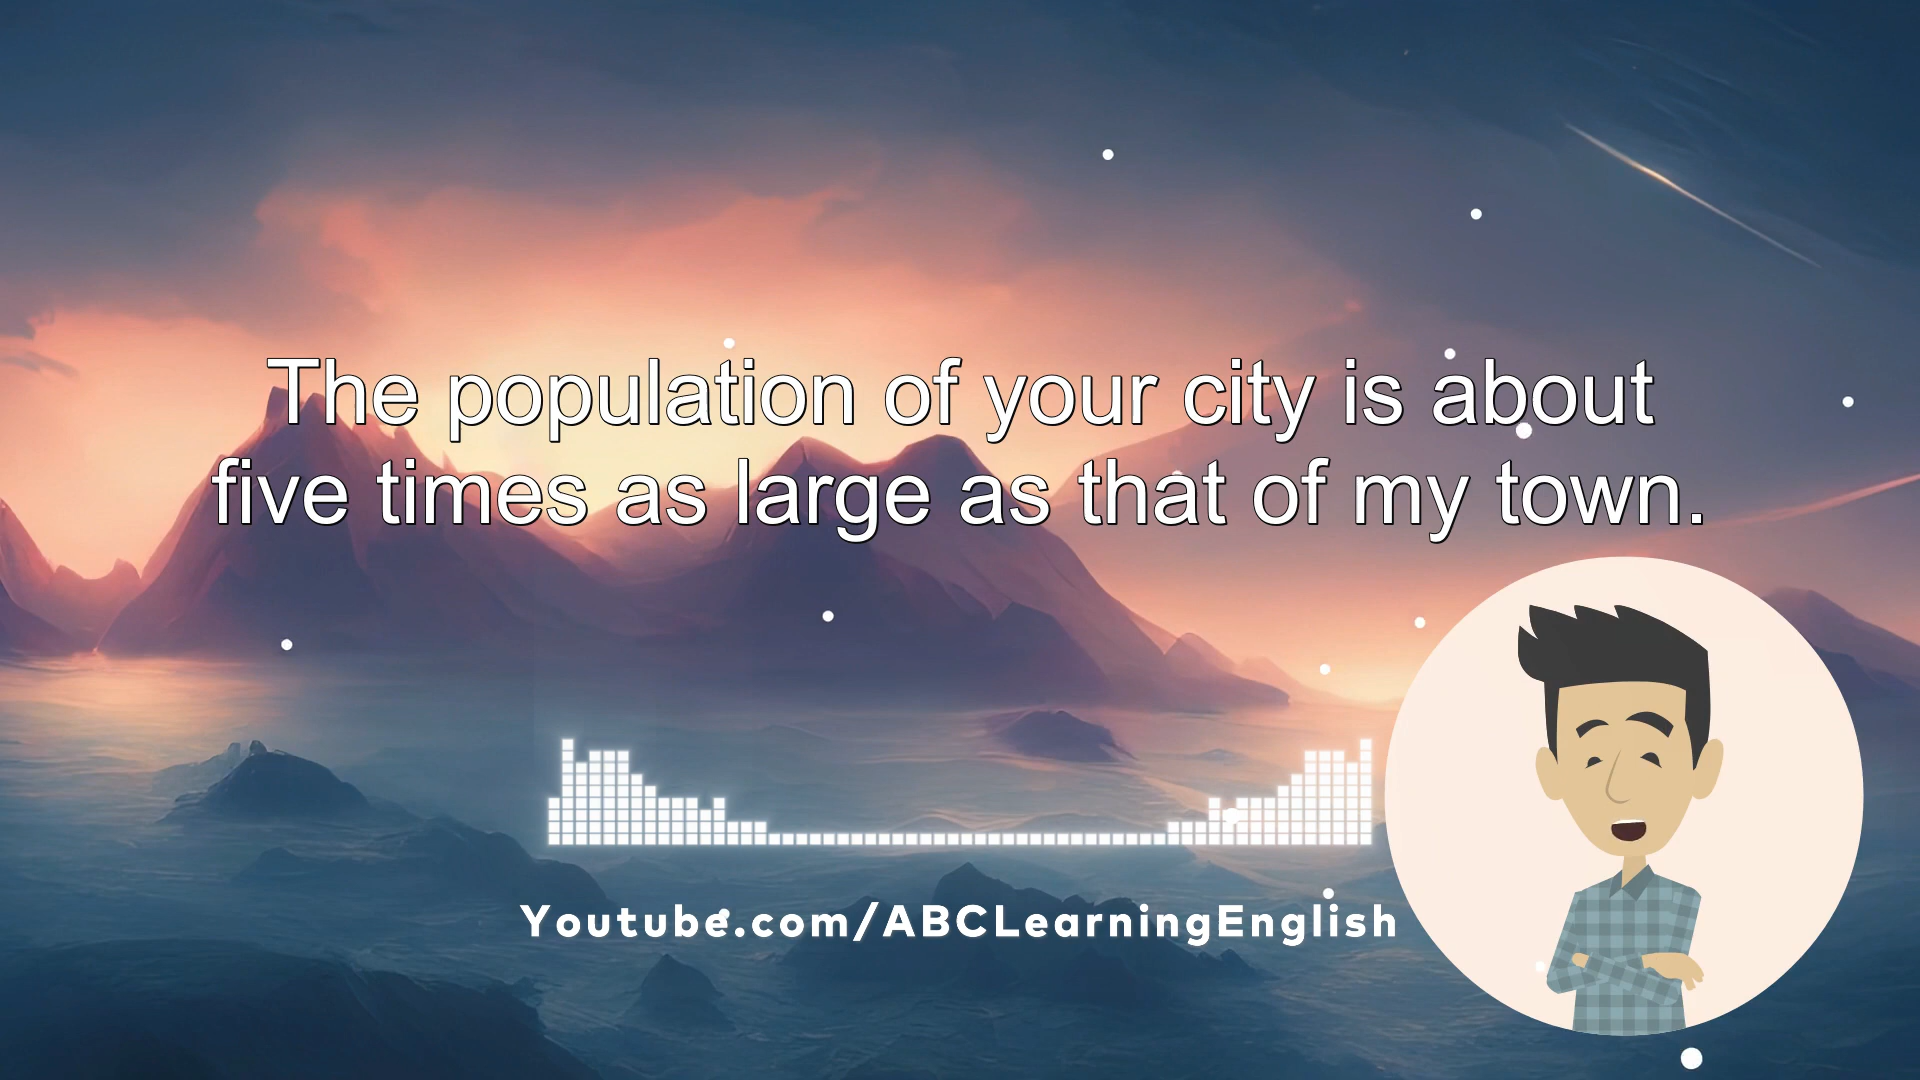 The population of your city is about
five times as large as that of my town.
Youtube.com/ABCLearningEnglish